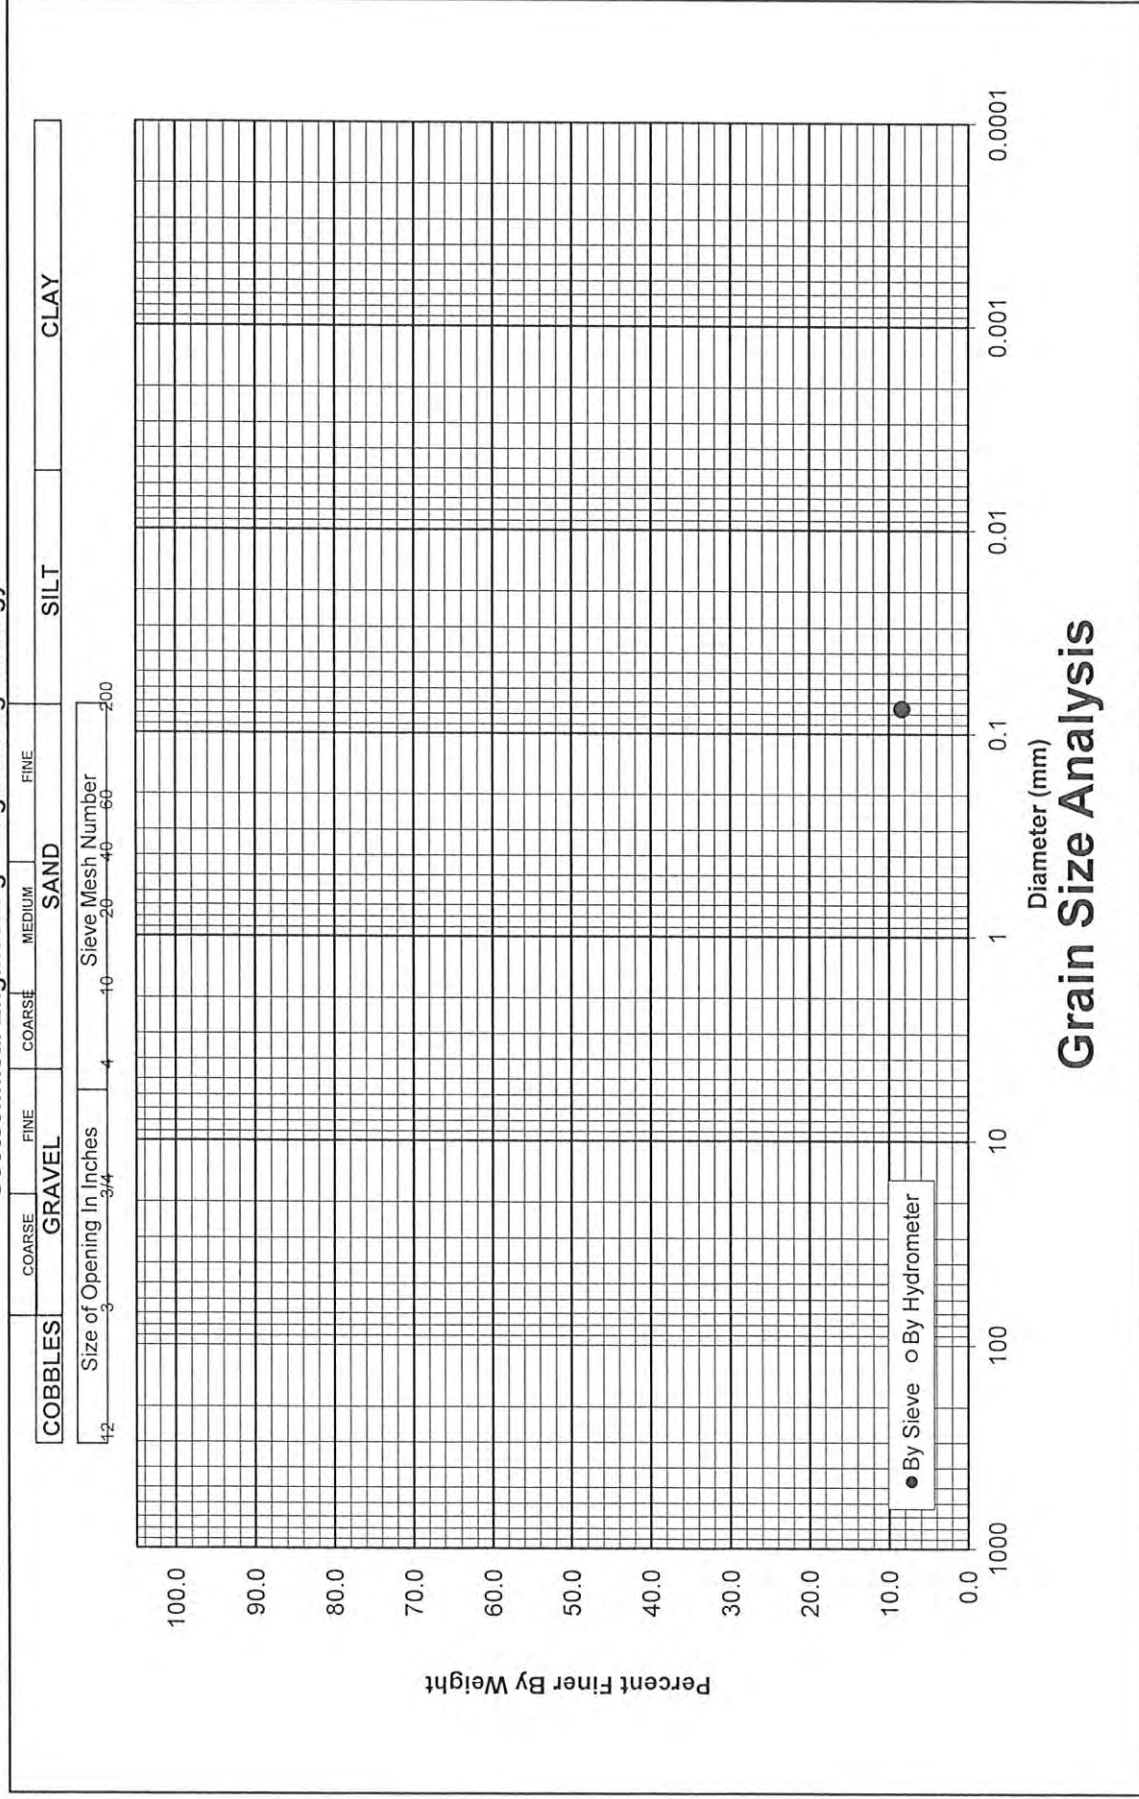 COARSE FINE COARSE MEDIUM FINE
COBBLES GRAVEL SAND SILT CLAY
Size of Opening In Inches Sieve Mesh Number
12 3 3/4 4 10 20 40 60 200
Percent Finer By Weight
100.0
90.0
80.0
70.0
60.0
50.0
40.0
30.0
20.0
10.0
0.0
By Sieve By Hydrometer
1000 100 10 1 0.1 0.01 0.001 0.0001
Diameter (mm)
Grain Size Analysis